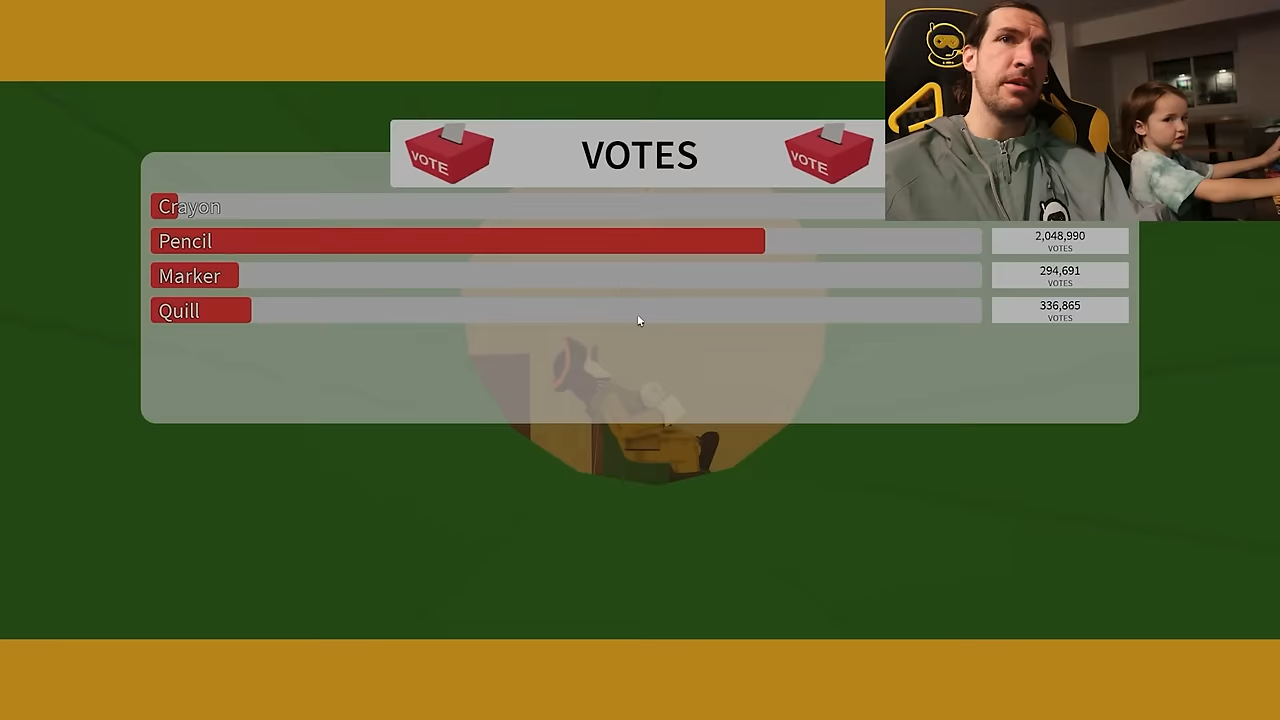 VOTE VOTES VOTE
Crayon
Pencil 2,048,990
VOTES
Marker 294,691
VOTES
Quill 336,865
VOTES